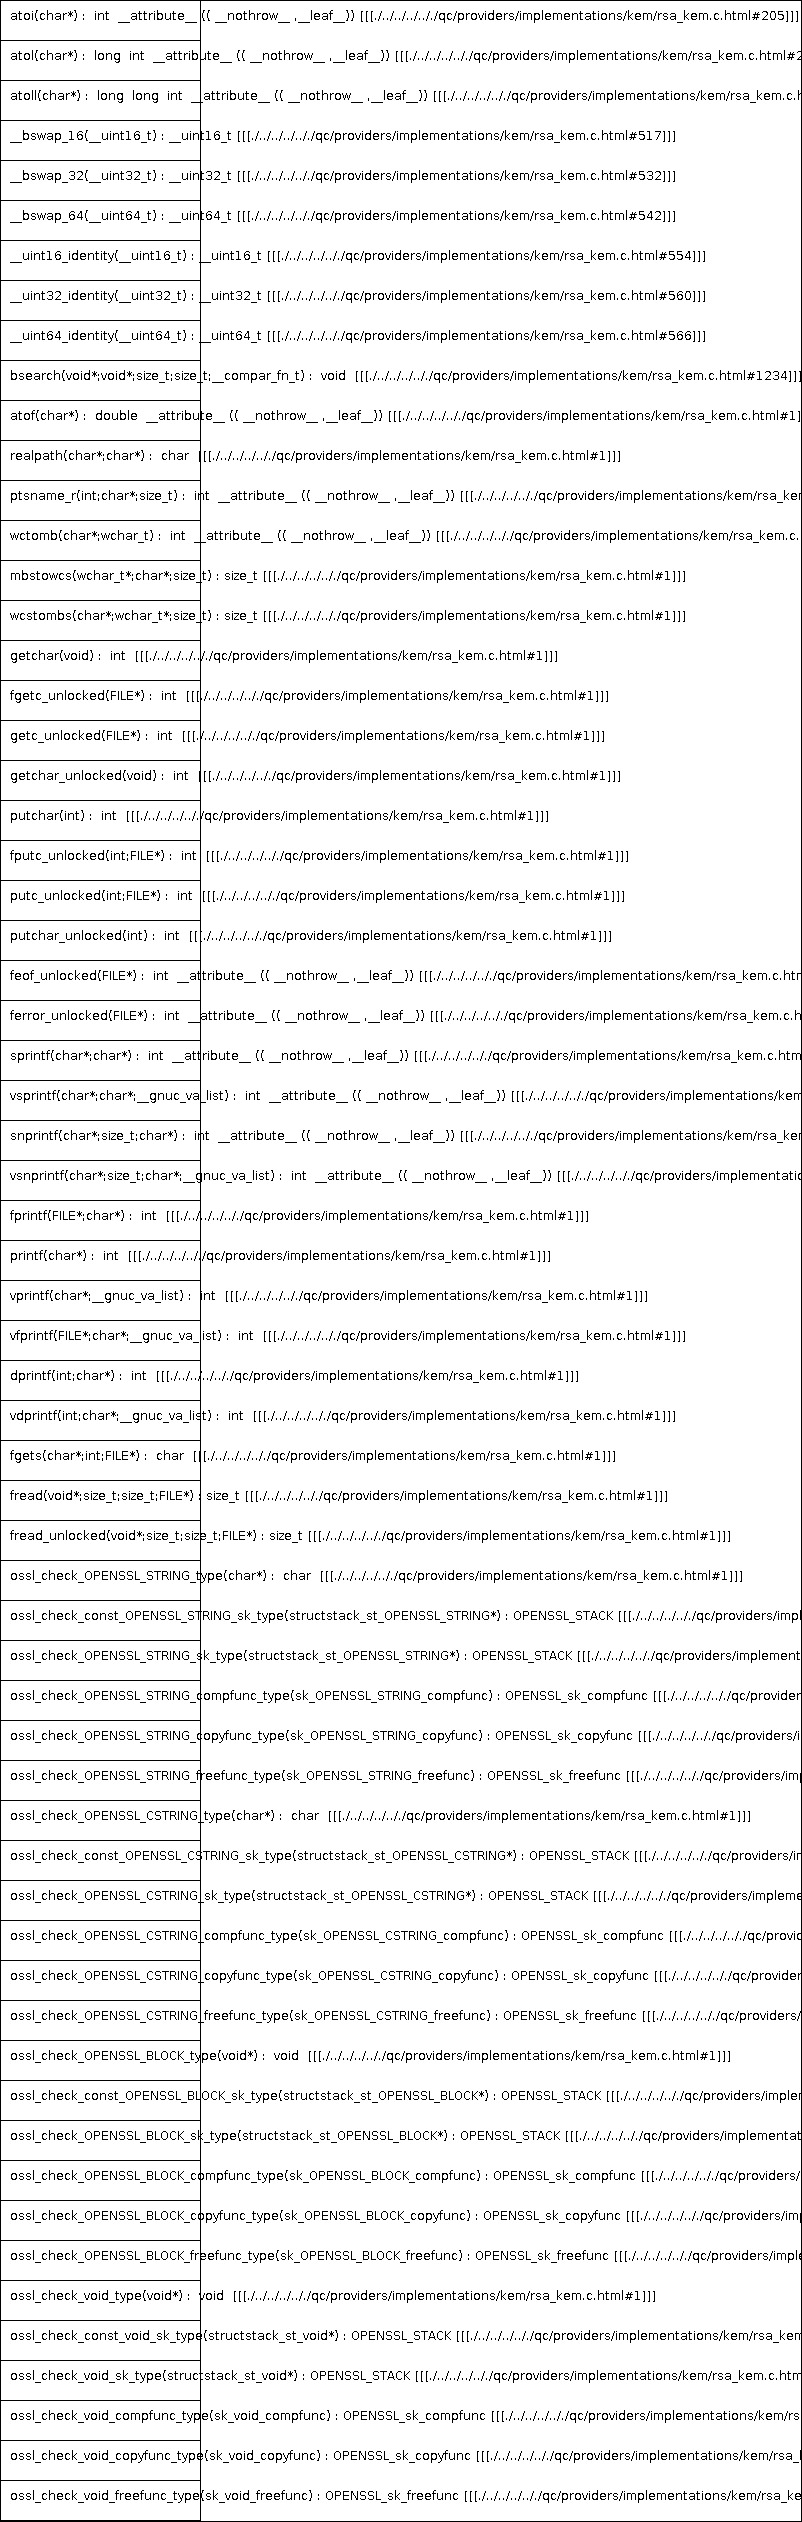 atoi(char*) :  int  __attribute__ (( __nothrow__ ,__leaf__)) [[[./../../../../../qc/providers/implementations/kem/rsa_kem.c.html#205]]]
atol(char*) :  long  int  __attribute__ (( __nothrow__ ,__leaf__)) [[[./../../../../../qc/providers/implementations/kem/rsa_kem.c.html#2
atoll(char*) :  long  long  int  __attribute__ (( __nothrow__ ,__leaf__)) [[[./../../../../../qc/providers/implementations/kem/rsa_kem.c.h
__bswap_16(__uint16_t) : __uint16_t [[[./../../../../../qc/providers/implementations/kem/rsa_kem.c.html#517]]]
__bswap_32(__uint32_t) : __uint32_t [[[./../../../../../qc/providers/implementations/kem/rsa_kem.c.html#532]]]
__bswap_64(__uint64_t) : __uint64_t [[[./../../../../../qc/providers/implementations/kem/rsa_kem.c.html#542]]]
__uint16_identity(__uint16_t) : __uint16_t [[[./../../../../../qc/providers/implementations/kem/rsa_kem.c.html#554]]]
__uint32_identity(__uint32_t) : __uint32_t [[[./../../../../../qc/providers/implementations/kem/rsa_kem.c.html#560]]]
__uint64_identity(__uint64_t) : __uint64_t [[[./../../../../../qc/providers/implementations/kem/rsa_kem.c.html#566]]]
bsearch(void*;void*;size_t;size_t;__compar_fn_t) :  void  [[[./../../../../../qc/providers/implementations/kem/rsa_kem.c.html#1234]]]
atof(char*) :  double  __attribute__ (( __nothrow__ ,__leaf__)) [[[./../../../../../qc/providers/implementations/kem/rsa_kem.c.html#1]
realpath(char*;char*) :  char  [[[./../../../../../qc/providers/implementations/kem/rsa_kem.c.html#1]]]
ptsname_r(int;char*;size_t) :  int  __attribute__ (( __nothrow__ ,__leaf__)) [[[./../../../../../qc/providers/implementations/kem/rsa_kem
wctomb(char*;wchar_t) :  int  __attribute__ (( __nothrow__ ,__leaf__)) [[[./../../../../../qc/providers/implementations/kem/rsa_kem.c.
mbstowcs(wchar_t*;char*;size_t) : size_t [[[./../../../../../qc/providers/implementations/kem/rsa_kem.c.html#1]]]
wcstombs(char*;wchar_t*;size_t) : size_t [[[./../../../../../qc/providers/implementations/kem/rsa_kem.c.html#1]]]
getchar(void) :  int  [[[./../../../../../qc/providers/implementations/kem/rsa_kem.c.html#1]]]
fgetc_unlocked(FILE*) :  int  [[[./../../../../../qc/providers/implementations/kem/rsa_kem.c.html#1]]]
getc_unlocked(FILE*) :  int  [[[./../../../../../qc/providers/implementations/kem/rsa_kem.c.html#1]]]
getchar_unlocked(void) :  int  [[[./../../../../../qc/providers/implementations/kem/rsa_kem.c.html#1]]]
putchar(int) :  int  [[[./../../../../../qc/providers/implementations/kem/rsa_kem.c.html#1]]]
fputc_unlocked(int;FILE*) :  int  [[[./../../../../../qc/providers/implementations/kem/rsa_kem.c.html#1]]]
putc_unlocked(int;FILE*) :  int  [[[./../../../../../qc/providers/implementations/kem/rsa_kem.c.html#1]]]
putchar_unlocked(int) :  int  [[[./../../../../../qc/providers/implementations/kem/rsa_kem.c.html#1]]]
feof_unlocked(FILE*) :  int  __attribute__ (( __nothrow__ ,__leaf__)) [[[./../../../../../qc/providers/implementations/kem/rsa_kem.c.htm
ferror_unlocked(FILE*) :  int  __attribute__ (( __nothrow__ ,__leaf__)) [[[./../../../../../qc/providers/implementations/kem/rsa_kem.c.h
sprintf(char*;char*) :  int  __attribute__ (( __nothrow__ ,__leaf__)) [[[./../../../../../qc/providers/implementations/kem/rsa_kem.c.htm
vsprintf(char*;char*;__gnuc_va_list) :  int  __attribute__ (( __nothrow__ ,__leaf__)) [[[./../../../../../qc/providers/implementations/kem
snprintf(char*;size_t;char*) :  int  __attribute__ (( __nothrow__ ,__leaf__)) [[[./../../../../../qc/providers/implementations/kem/rsa_kem
vsnprintf(char*;size_t;char*;__gnuc_va_list) :  int  __attribute__ (( __nothrow__ ,__leaf__)) [[[./../../../../../qc/providers/implementatio
fprintf(FILE*;char*) :  int  [[[./../../../../../qc/providers/implementations/kem/rsa_kem.c.html#1]]]
printf(char*) :  int  [[[./../../../../../qc/providers/implementations/kem/rsa_kem.c.html#1]]]
vprintf(char*;__gnuc_va_list) :  int  [[[./../../../../../qc/providers/implementations/kem/rsa_kem.c.html#1]]]
vfprintf(FILE*;char*;__gnuc_va_list) :  int  [[[./../../../../../qc/providers/implementations/kem/rsa_kem.c.html#1]]]
dprintf(int;char*) :  int  [[[./../../../../../qc/providers/implementations/kem/rsa_kem.c.html#1]]]
vdprintf(int;char*;__gnuc_va_list) :  int  [[[./../../../../../qc/providers/implementations/kem/rsa_kem.c.html#1]]]
fgets(char*;int;FILE*) :  char  [[[./../../../../../qc/providers/implementations/kem/rsa_kem.c.html#1]]]
fread(void*;size_t;size_t;FILE*) : size_t [[[./../../../../../qc/providers/implementations/kem/rsa_kem.c.html#1]]]
fread_unlocked(void*;size_t;size_t;FILE*) : size_t [[[./../../../../../qc/providers/implementations/kem/rsa_kem.c.html#1]]]
ossl_check_OPENSSL_STRING_type(char*) :  char  [[[./../../../../../qc/providers/implementations/kem/rsa_kem.c.html#1]]]
ossl_check_const_OPENSSL_STRING_sk_type(structstack_st_OPENSSL_STRING*) : OPENSSL_STACK [[[./../../../../../qc/providers/impl
ossl_check_OPENSSL_STRING_sk_type(structstack_st_OPENSSL_STRING*) : OPENSSL_STACK [[[./../../../../../qc/providers/implement
ossl_check_OPENSSL_STRING_compfunc_type(sk_OPENSSL_STRING_compfunc) : OPENSSL_sk_compfunc [[[./../../../../../qc/provider
ossl_check_OPENSSL_STRING_copyfunc_type(sk_OPENSSL_STRING_copyfunc) : OPENSSL_sk_copyfunc [[[./../../../../../qc/providers/i
ossl_check_OPENSSL_STRING_freefunc_type(sk_OPENSSL_STRING_freefunc) : OPENSSL_sk_freefunc [[[./../../../../../qc/providers/imp
ossl_check_OPENSSL_CSTRING_type(char*) :  char  [[[./../../../../../qc/providers/implementations/kem/rsa_kem.c.html#1]]]
ossl_check_const_OPENSSL_CSTRING_sk_type(structstack_st_OPENSSL_CSTRING*) : OPENSSL_STACK [[[./../../../../../qc/providers/in
ossl_check_OPENSSL_CSTRING_sk_type(structstack_st_OPENSSL_CSTRING*) : OPENSSL_STACK [[[./../../../../../qc/providers/impleme
ossl_check_OPENSSL_CSTRING_compfunc_type(sk_OPENSSL_CSTRING_compfunc) : OPENSSL_sk_compfunc [[[./../../../../../qc/provid
ossl_check_OPENSSL_CSTRING_copyfunc_type(sk_OPENSSL_CSTRING_copyfunc) : OPENSSL_sk_copyfunc [[[./../../../../../qc/provider
ossl_check_OPENSSL_CSTRING_freefunc_type(sk_OPENSSL_CSTRING_freefunc) : OPENSSL_sk_freefunc [[[./../../../../../qc/providers/
ossl_check_OPENSSL_BLOCK_type(void*) :  void  [[[./../../../../../qc/providers/implementations/kem/rsa_kem.c.html#1]]]
ossl_check_const_OPENSSL_BLOCK_sk_type(structstack_st_OPENSSL_BLOCK*) : OPENSSL_STACK [[[./../../../../../qc/providers/implen
ossl_check_OPENSSL_BLOCK_sk_type(structstack_st_OPENSSL_BLOCK*) : OPENSSL_STACK [[[./../../../../../qc/providers/implementat
ossl_check_OPENSSL_BLOCK_compfunc_type(sk_OPENSSL_BLOCK_compfunc) : OPENSSL_sk_compfunc [[[./../../../../../qc/providers/
ossl_check_OPENSSL_BLOCK_copyfunc_type(sk_OPENSSL_BLOCK_copyfunc) : OPENSSL_sk_copyfunc [[[./../../../../../qc/providers/imp
ossl_check_OPENSSL_BLOCK_freefunc_type(sk_OPENSSL_BLOCK_freefunc) : OPENSSL_sk_freefunc [[[./../../../../../qc/providers/imple
ossl_check_void_type(void*) :  void  [[[./../../../../../qc/providers/implementations/kem/rsa_kem.c.html#1]]]
ossl_check_const_void_sk_type(structstack_st_void*) : OPENSSL_STACK [[[./../../../../../qc/providers/implementations/kem/rsa_kem
ossl_check_void_sk_type(structstack_st_void*) : OPENSSL_STACK [[[./../../../../../qc/providers/implementations/kem/rsa_kem.c.htm
ossl_check_void_compfunc_type(sk_void_compfunc) : OPENSSL_sk_compfunc [[[./../../../../../qc/providers/implementations/kem/rs
ossl_check_void_copyfunc_type(sk_void_copyfunc) : OPENSSL_sk_copyfunc [[[./../../../../../qc/providers/implementations/kem/rsa_
ossl_check_void_freefunc_type(sk_void_freefunc) : OPENSSL_sk_freefunc [[[./../../../../../qc/providers/implementations/kem/rsa_ke